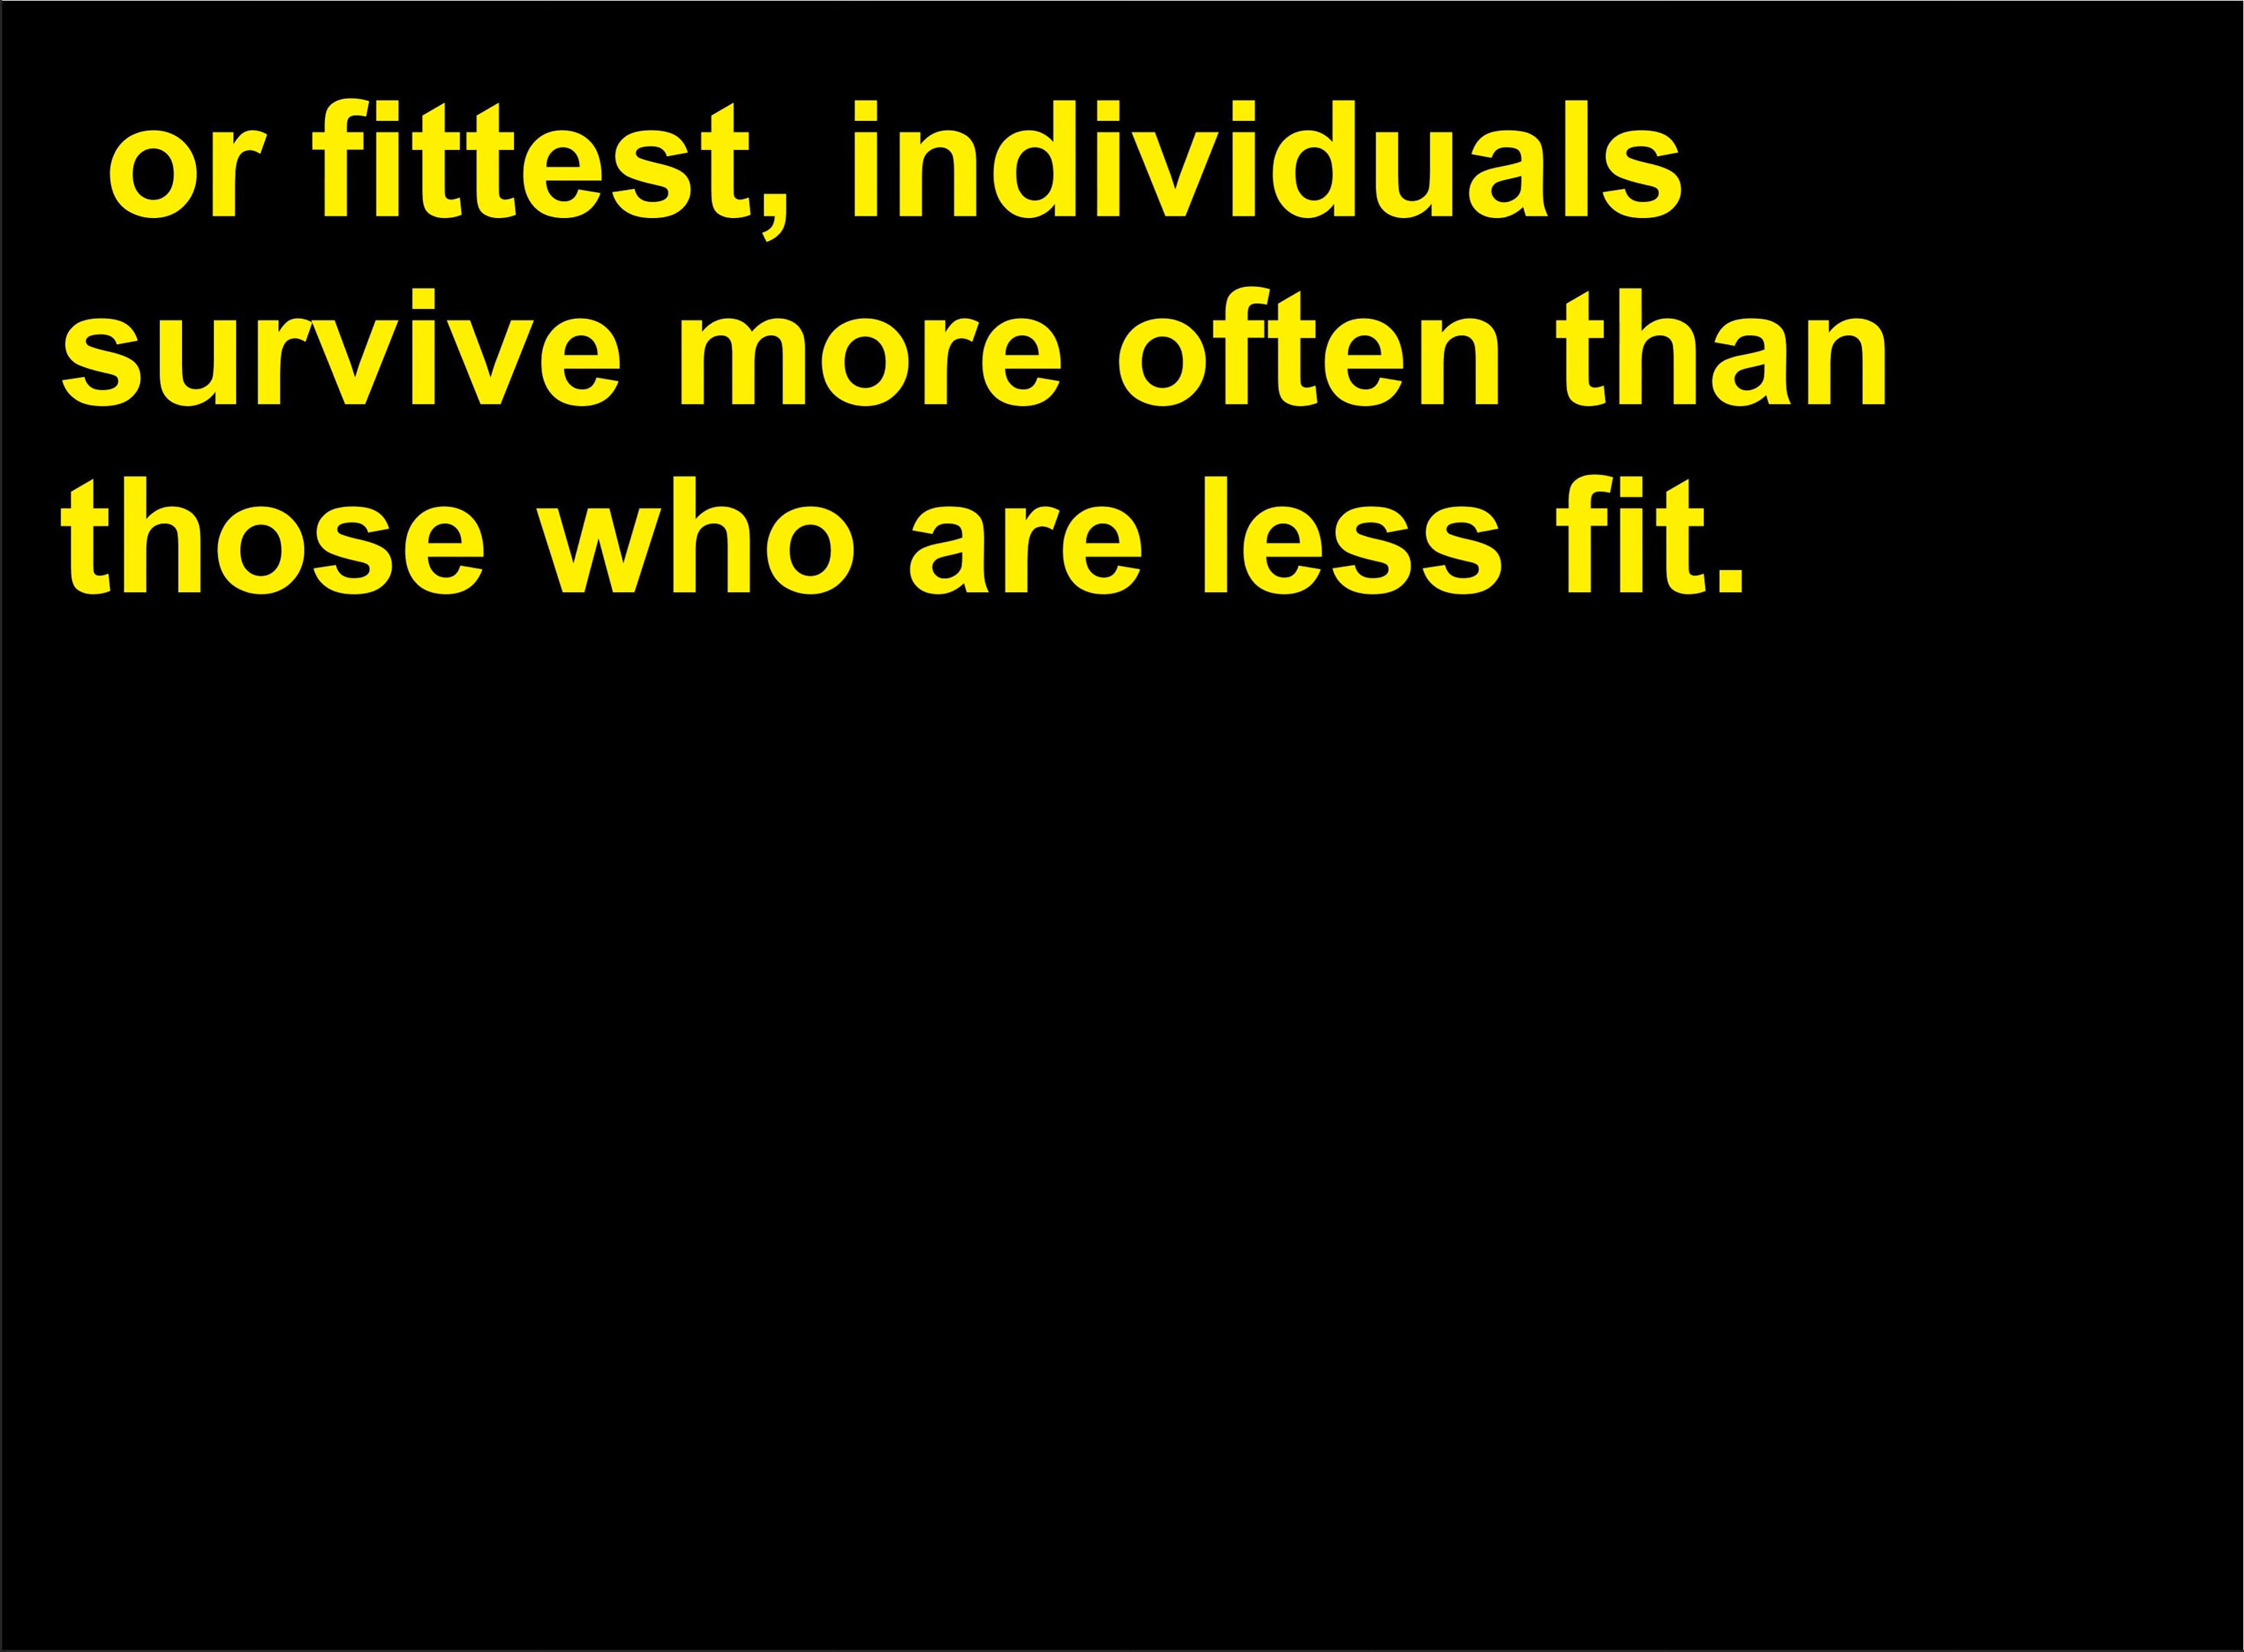 or fittest, individuals
survive more often than
those who are less fit.